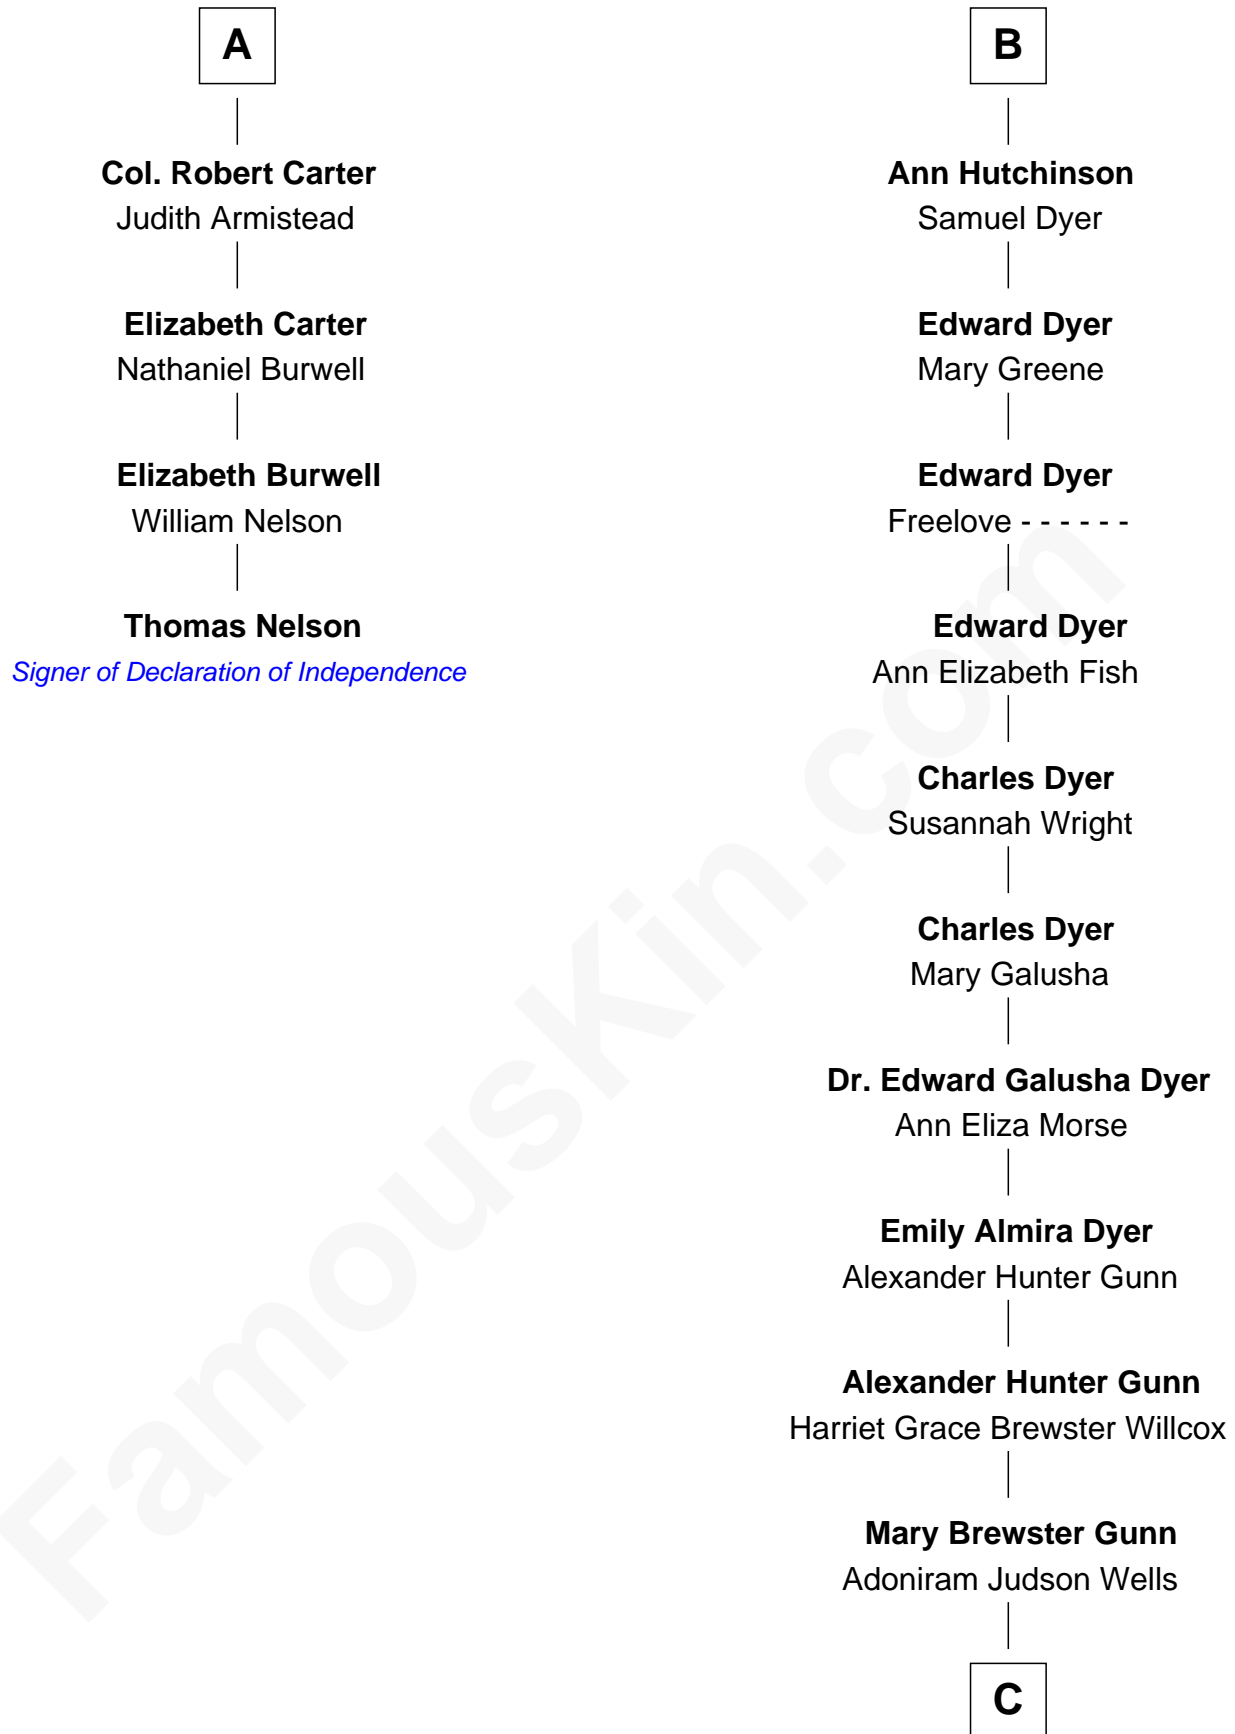 A
Col. Robert Carter
Judith Armistead
Elizabeth Carter
Nathaniel Burwell
Elizabeth Burwell
William Nelson
Thomas Nelson
Signer of Declaration of Independence
B
Ann Hutchinson
Samuel Dyer
Edward Dyer
Mary Greene
Edward Dyer
Freelove - - - - - -
Edward Dyer
Ann Elizabeth Fish
Charles Dyer
Susannah Wright
Charles Dyer
Mary Galusha
Dr. Edward Galusha Dyer
Ann Eliza Morse
Emily Almira Dyer
Alexander Hunter Gunn
Alexander Hunter Gunn
Harriet Grace Brewster Willcox
Mary Brewster Gunn
Adoniram Judson Wells
C
FamousKin.com